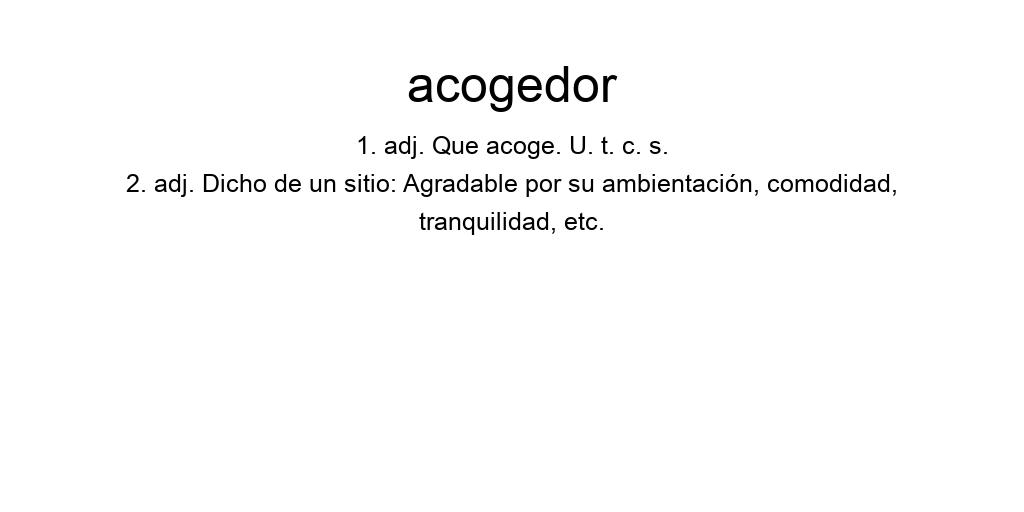 acogedor
1. adj. Que acoge. U. t. c. s.
2. adj. Dicho de un sitio: Agradable por su ambientación, comodidad,
tranquilidad, etc.